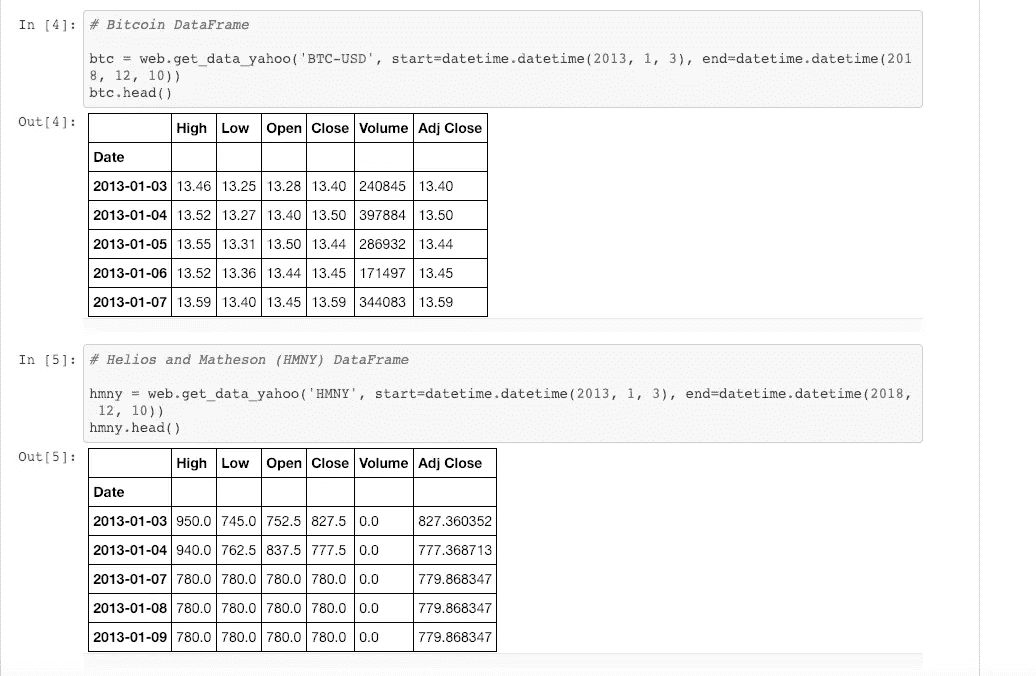 In [4]: # Bitcoin DataFrame
btc = web.get_data_yahoo('BTC-USD', start=datetime.datetime(2013, 1, 3), end=datetime.datetime(201
8, 12, 10))
btc.head()
Out[4]:
High Low Open Close Volume Adj Close
Date
2013-01-03 13.46 13.25 13.28 13.40 240845 13.40
2013-01-04 13.52 13.27 13.40 13.50 397884 13.50
2013-01-05 13.55 13.31 13.50 13.44 286932 13.44
2013-01-06 13.52 13.36 13.44 13.45 171497 13.45
2013-01-07 13.59 13.40 13.45 13.59 344083 13.59
In [5]: # Helios and Matheson (HMNY) DataFrame
hmny = web.get_data_yahoo('HMNY', start=datetime.datetime(2013, 1, 3), end=datetime.datetime(2018,
12, 10))
hmny.head()
Out[5]:
High Low Open Close Volume Adj Close
Date
2013-01-03 950.0 745.0 752.5 827.5 0.0 827.360352
2013-01-04 940.0 762.5 837.5 777.5 0.0 777.368713
2013-01-07 780.0 780.0 780.0 780.0 0.0 779.868347
2013-01-08 780.0 780.0 780.0 780.0 0.0 779.868347
2013-01-09 780.0 780.0 780.0 780.0 0.0 779.868347